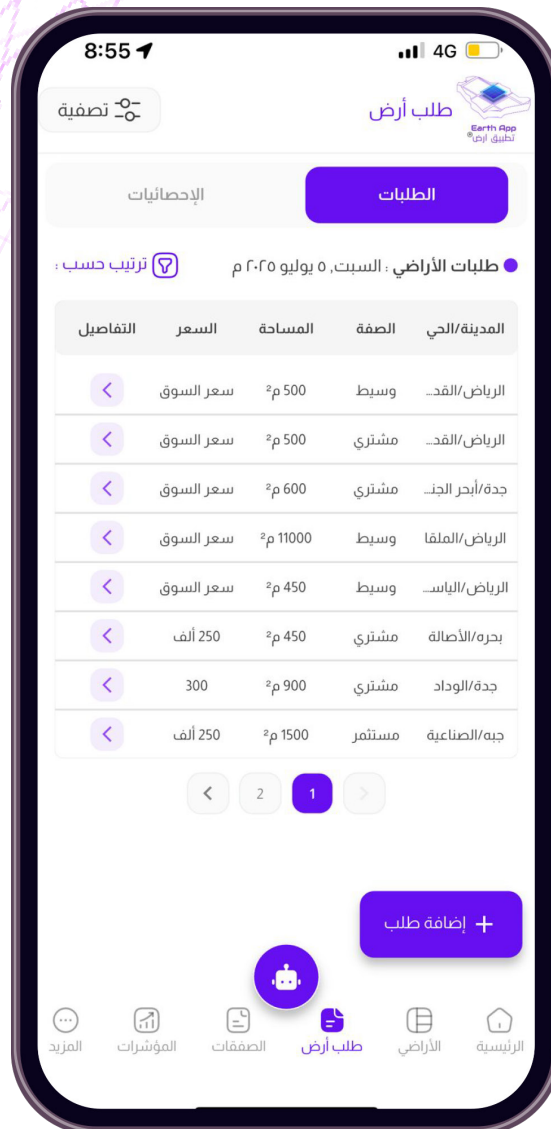 8:55 4G
طلب أرض
Earth App
تطبيق ارض®
تصفية
الطلبات الإحصائيات
طلبات الأراضي : السبت, ٥ يوليو ٢٠٢٥ م ترتيب حسب :
المدينة/الحي الصفة المساحة السعر التفاصيل
الرياض/القد... وسيط 500 م² سعر السوق
الرياض/القد... مشتري 500 م² سعر السوق
جدة/أبحر الجنـ... مشتري 600 م² سعر السوق
الرياض/الملقا وسيط 11000 م² سعر السوق
الرياض/الياسـ... وسيط 450 م² سعر السوق
بحره/الأصالة مشتري 450 م² 250 ألف
جدة/الوداد مشتري 900 م² 300
جبه/الصناعية مستثمر 1500 م² 250 ألف
1 2
+ إضافة طلب
الرئيسية الأراضي طلب أرض الصفقات المؤشرات المزيد